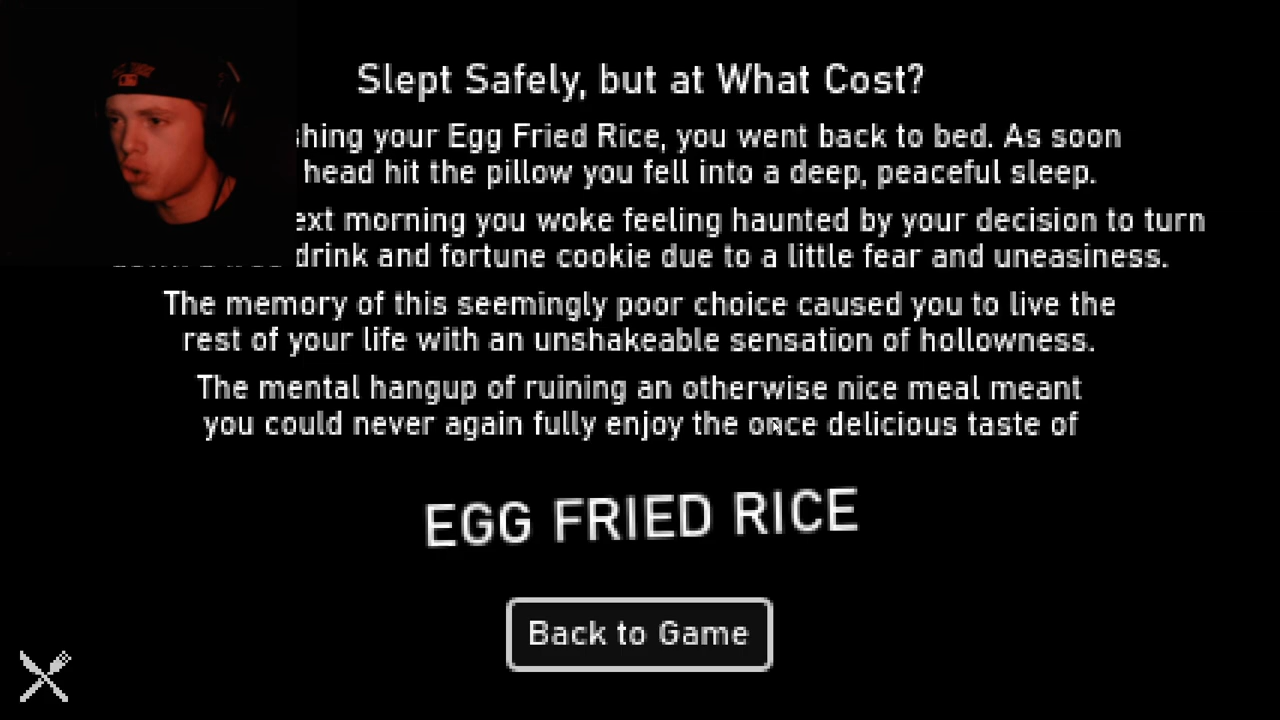 Slept Safely, but at What Cost?
shing your Egg Fried Rice, you went back to bed. As soon
head hit the pillow you fell into a deep, peaceful sleep.
ext morning you woke feeling haunted by your decision to turn
drink and fortune cookie due to a little fear and uneasiness.
The memory of this seemingly poor choice caused you to live the
rest of your life with an unshakeable sensation of hollowness.
The mental hangup of ruining an otherwise nice meal meant
you could never again fully enjoy the once delicious taste of
EGG FRIED RICE
Back to Game